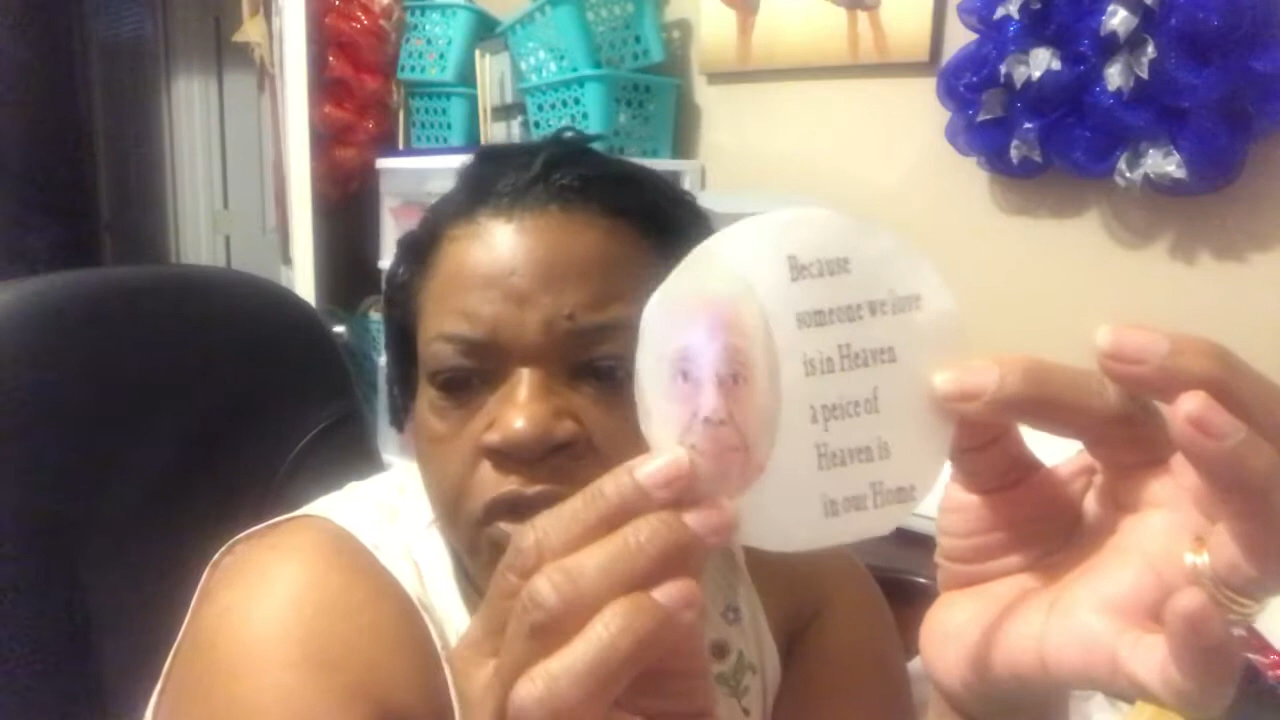 Because
someone we love
is in Heaven
a peice of
Heaven is
in our Home